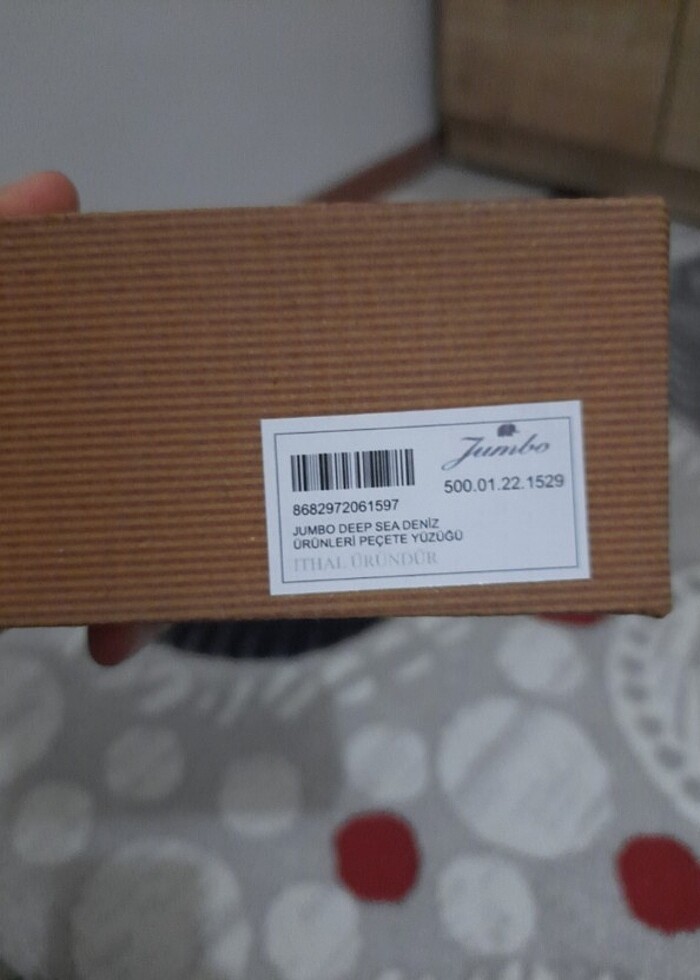 Jumbo
500.01.22.1529
8682972061597
JUMBO DEEP SEA DENİZ
ÜRÜNLERİ PEÇETE YÜZÜĞÜ
İTHAL ÜRÜNDÜR